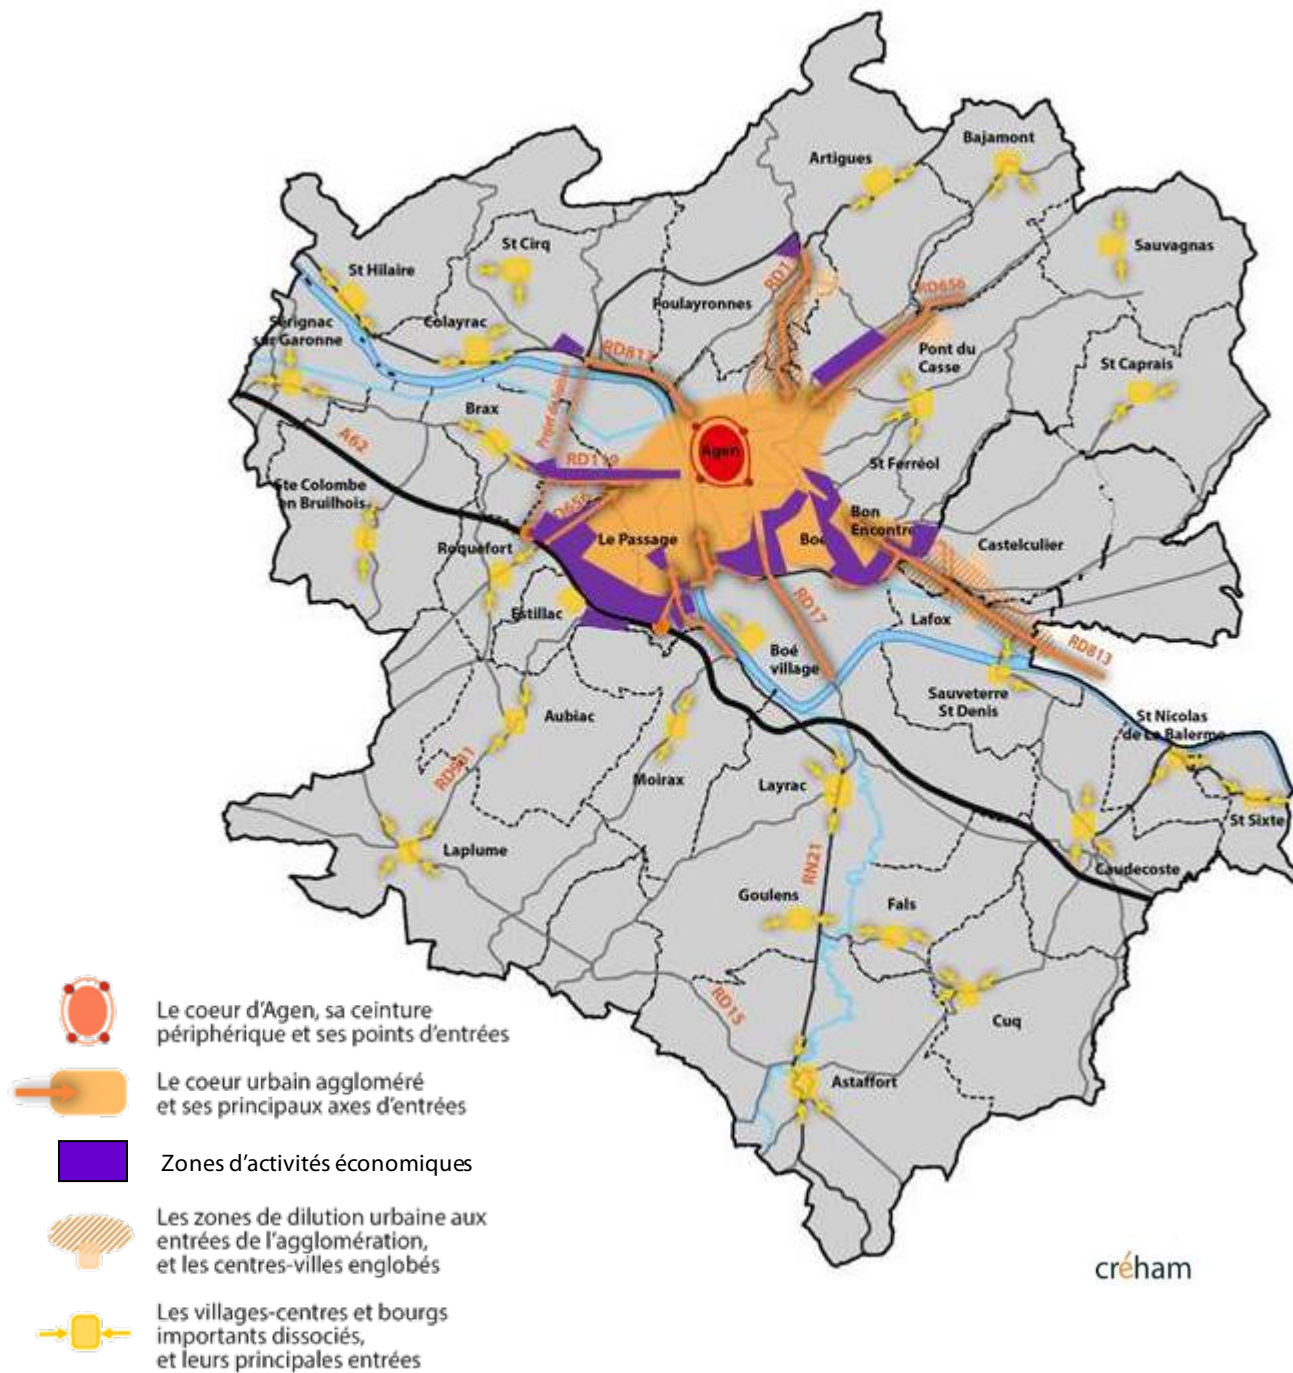 Bajamont
Artigues
St Cirq
Sauvagnas
St Hilaire
RD17
RD656
Foulayronnes
Colayrac
Sérignac
sur Garonne
RD813
Pont du
Casse
St Caprais
Brax
A62
RD119
Agen
St Ferréol
Ste Colombe
en Bruilhois
D656
Bon
Encontre
Le Passage
Boé
Castelculier
Roquefort
Estillac
RD17
Lafox
Boé
village
RD813
Sauveterre
St Denis
Aubiac
St Nicolas
de La Balerme
RD931
Moirax
Layrac
St Sixte
Laplume
RN21
Caudecoste
Goulens
Fals
RD15
Cuq
Astaffort
Le coeur d'Agen, sa ceinture
périphérique et ses points d'entrées
Le coeur urbain aggloméré
et ses principaux axes d'entrées
Zones d'activités économiques
Les zones de dilution urbaine aux
entrées de l'agglomération,
et les centres-villes englobés
Les villages-centres et bourgs
importants dissociés,
et leurs principales entrées
créham